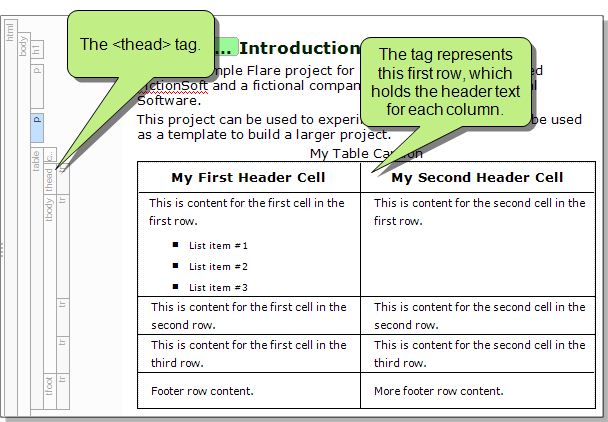 The <thead> tag.
... Introduction
The tag represents
this first row, which
holds the header text
for each column.
mple Flare project for
ed
ictionSoft and a fictional compan
al
Software.
This project can be used to experi
be used
as a template to build a larger project.
My Table Ca
on
My First Header Cell
My Second Header Cell
This is content for the first cell in the
first row.
List item #1
List item #2
List item #3
This is content for the second cell in the
first row.
This is content for the first cell in the
second row.
This is content for the second cell in the
second row.
This is content for the first cell in the
third row.
This is content for the second cell in the
third row.
Footer row content.
More footer row content.
html
body
h1
p
p
table
c...
thead
tr
tbody
tr
tr
tr
tfoot
tr